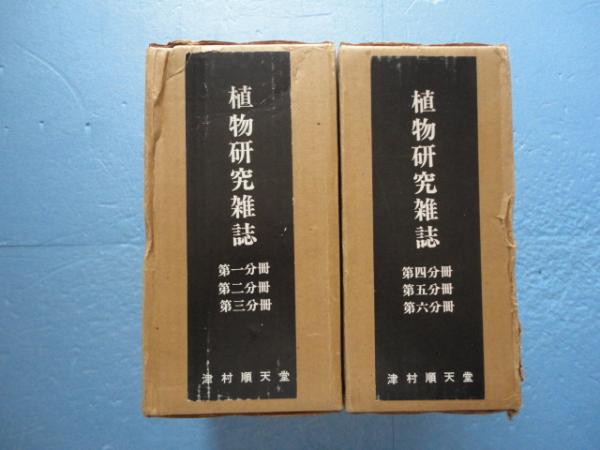 植物研究雑誌
第一分冊
第二分冊
第三分冊
津村順天堂
植物研究雑誌
第四分冊
第五分冊
第六分冊
津村順天堂